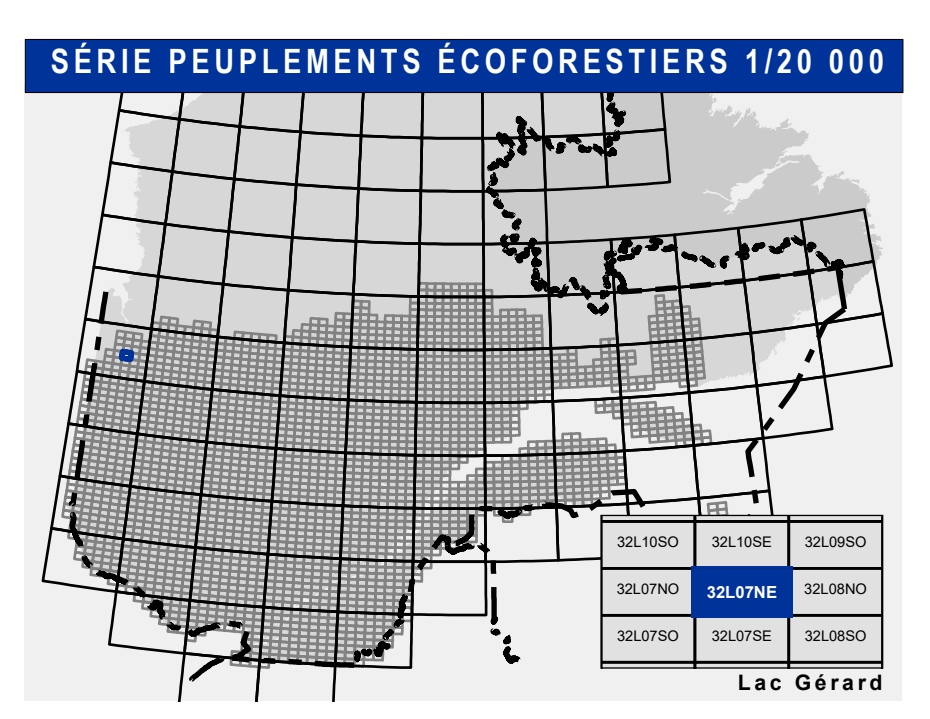 SÉRIE PEUPLEMENTS ÉCOFORESTIERS 1/20 000
32L10SO 32L10SE 32L09SO
32L07NO 32L07NE 32L08NO
32L07SO 32L07SE 32L08SO
Lac Gérard